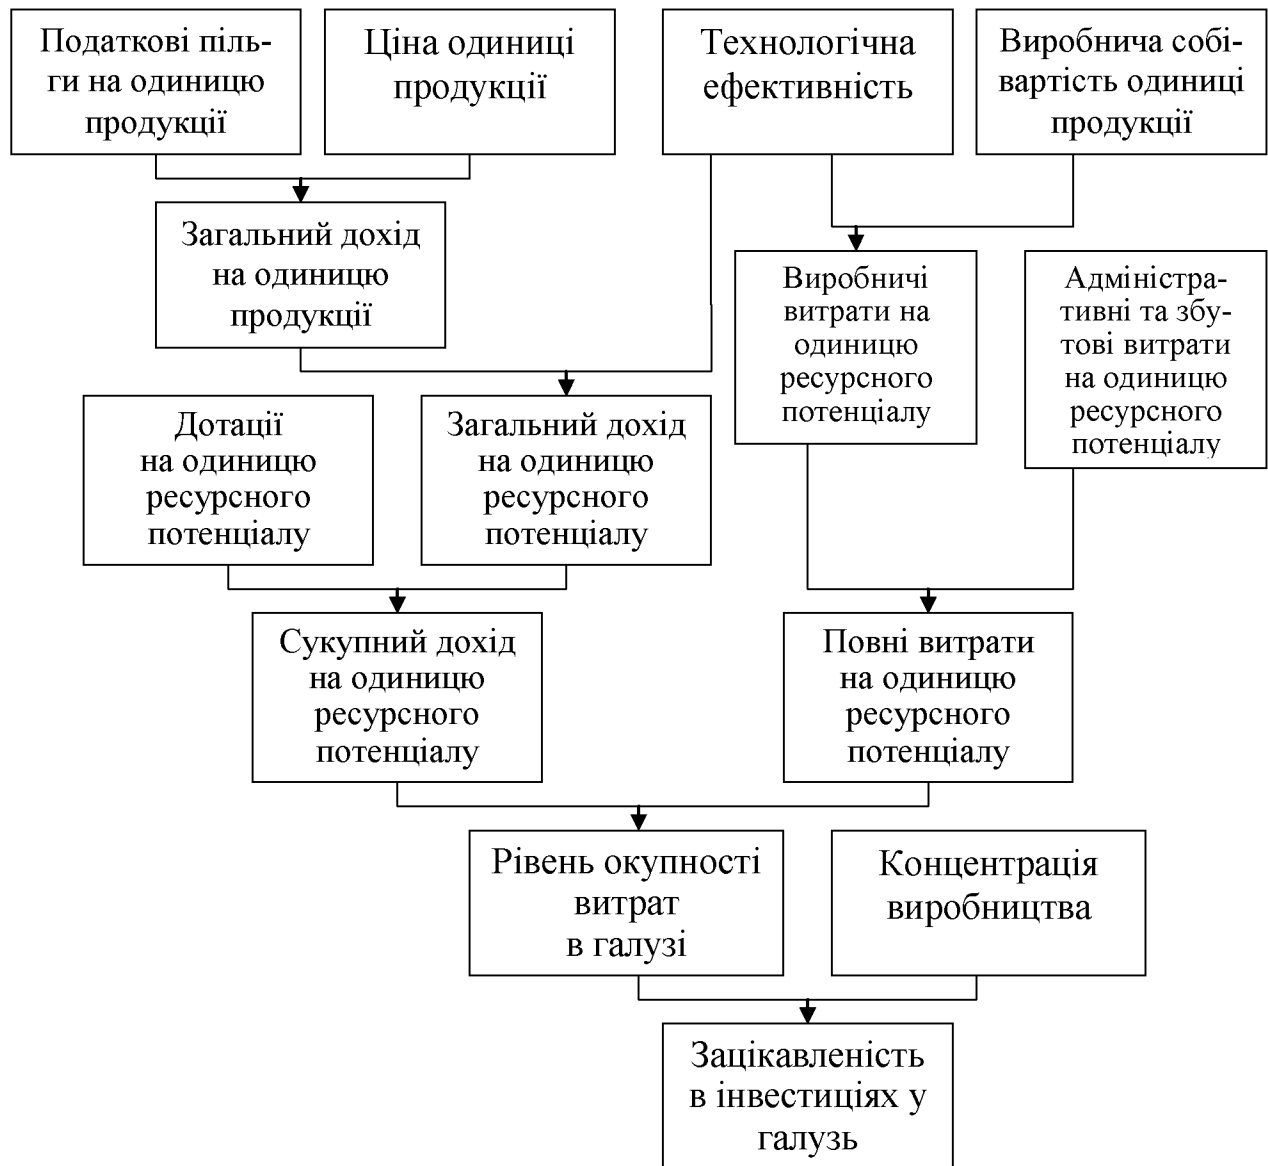 Податкові піль-
ги на одиницю
продукції
Ціна одиниці
продукції
Технологічна
ефективність
Виробнича собі-
вартість одиниці
продукції
Загальний дохід
на одиницю
продукції
Виробничі
витрати на
одиницю
ресурсного
потенціалу
Адміністра-
тивні та збу-
тові витрати
на одиницю
ресурсного
потенціалу
Дотації
на одиницю
ресурсного
потенціалу
Загальний дохід
на одиницю
ресурсного
потенціалу
Сукупний дохід
на одиницю
ресурсного
потенціалу
Повні витрати
на одиницю
ресурсного
потенціалу
Рівень окупності
витрат
в галузі
Концентрація
виробництва
Зацікавленість
в інвестиціях у
галузь